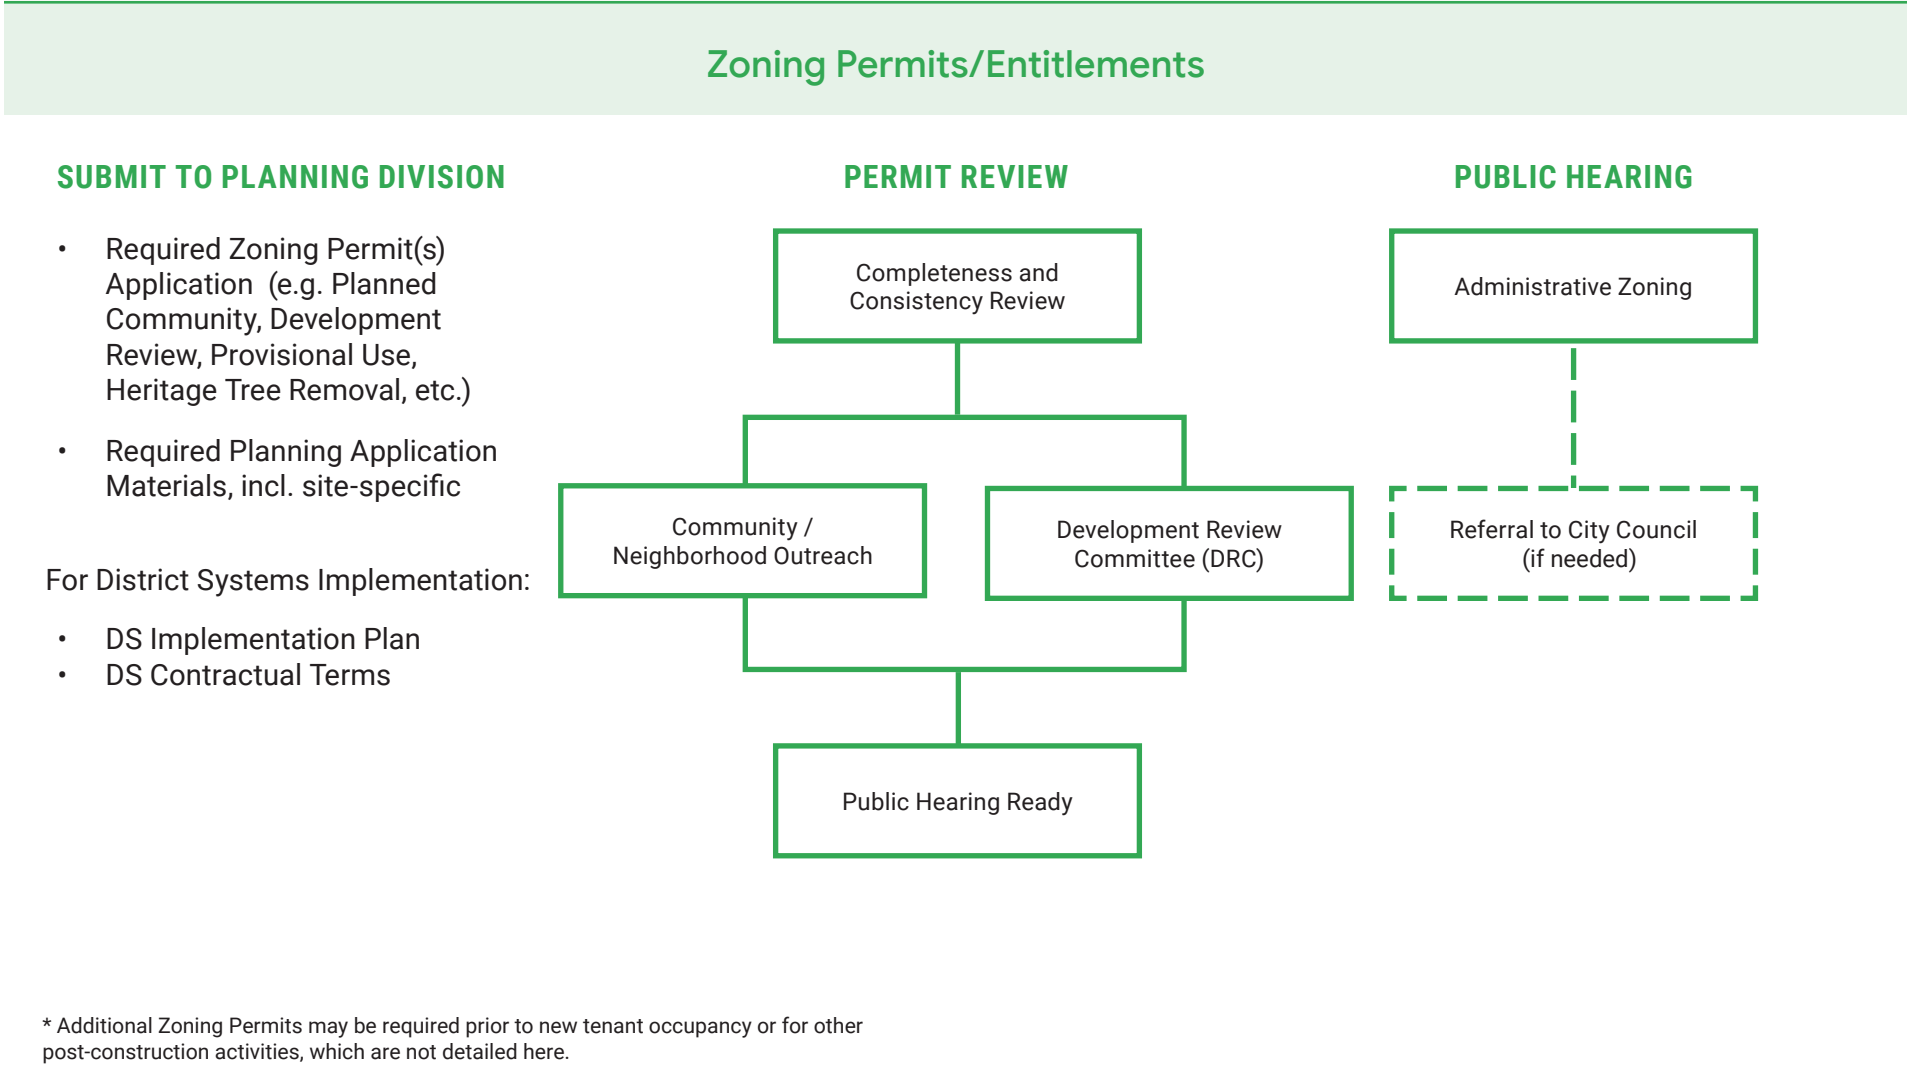 Zoning Permits/Entitlements
SUBMIT TO PLANNING DIVISION
• Required Zoning Permit(s)
Application (e.g. Planned
Community, Development
Review, Provisional Use,
Heritage Tree Removal, etc.)
• Required Planning Application
Materials, incl. site-specific
For District Systems Implementation:
• DS Implementation Plan
• DS Contractual Terms
PERMIT REVIEW
Completeness and
Consistency Review
Community /
Neighborhood Outreach
Development Review
Committee (DRC)
Public Hearing Ready
PUBLIC HEARING
Administrative Zoning
Referral to City Council
(if needed)
* Additional Zoning Permits may be required prior to new tenant occupancy or for other
post-construction activities, which are not detailed here.